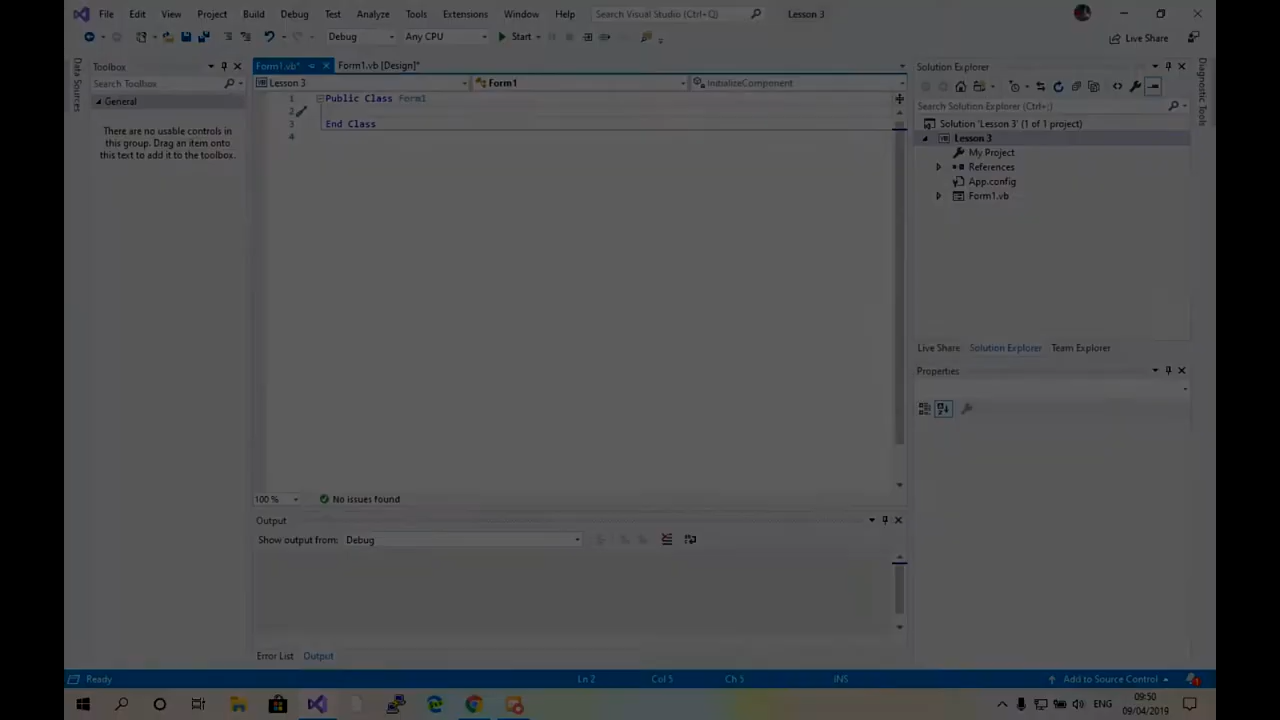 File Edit View Project Build Debug Test Analyze Tools Extensions Window Help Search Visual Studio (Ctrl+Q) Lesson 3
Debug Any CPU Start Live Share
Data Sources
Toolbox
Search Toolbox
General
There are no usable controls in
this group. Drag an item onto
this text to add it to the toolbox.
Form1.vb* Form1.vb [Design]*
Lesson 3 Form1 InitializeComponent
1 Public Class Form1
2
3 End Class
4
100 % No issues found
Output
Show output from: Debug
Error List Output
Solution Explorer
Search Solution Explorer (Ctrl+;)
Solution 'Lesson 3' (1 of 1 project)
Lesson 3
My Project
References
App.config
Form1.vb
Live Share Solution Explorer Team Explorer
Properties
Diagnostic Tools
Ready Ln 2 Col 5 Ch 5 INS Add to Source Control 1
ENG 09:50
09/04/2019